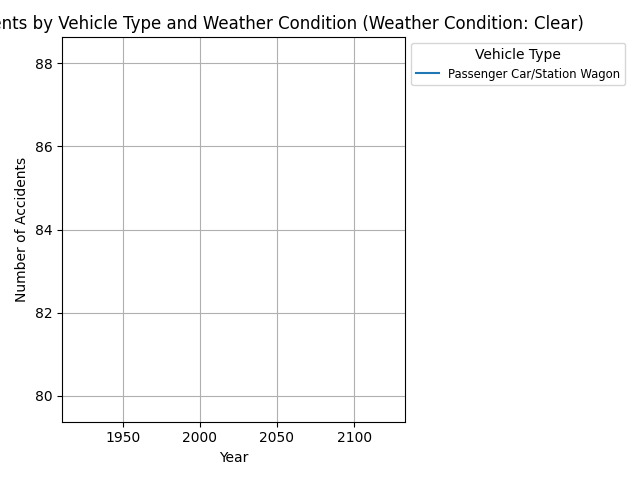 nts by Vehicle Type and Weather Condition (Weather Condition: Clear)
Vehicle Type
Passenger Car/Station Wagon
Number of Accidents
88
86
84
82
80
1950 2000 2050 2100
Year